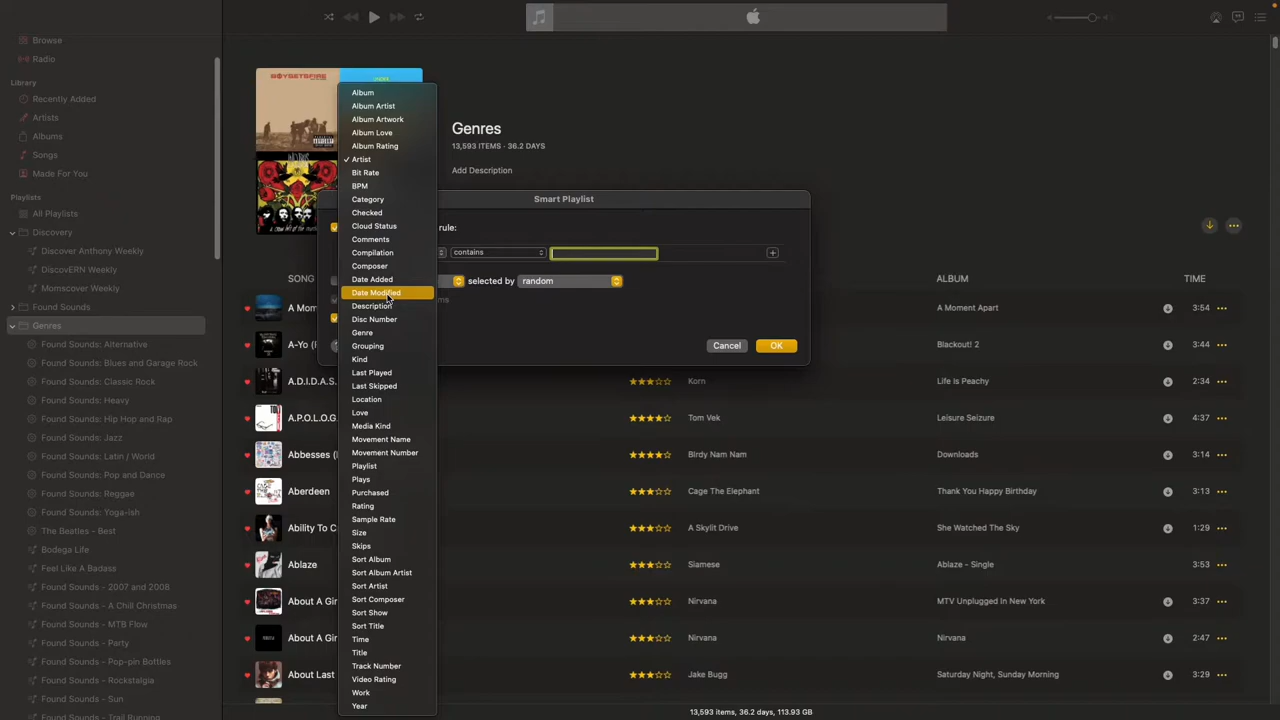 Browse
Radio
Library
Recently Added
Artists
Albums
Songs
Made For You
Playlists
All Playlists
Discovery
Discover Anthony Weekly
DiscovERN Weekly
Momscover Weekly
Found Sounds
Genres
Found Sounds: Alternative
Found Sounds: Blues and Garage Rock
Found Sounds: Classic Rock
Found Sounds: Heavy
Found Sounds: Hip Hop and Rap
Found Sounds: Jazz
Found Sounds: Latin / World
Found Sounds: Pop and Dance
Found Sounds: Reggae
Found Sounds: Yoga-ish
The Beatles - Best
Bodega Life
Feel Like A Badass
Found Sounds - 2007 and 2008
Found Sounds - A Chill Christmas
Found Sounds - MTB Flow
Found Sounds - Party
Found Sounds - Pop-pin Bottles
Found Sounds - Rockstalgia
Found Sounds - Sun
Found Sounds - Trail Running
BOYSETSFIRE
Genres
13,593 ITEMS · 36.2 DAYS
Add Description
Album
Album Artist
Album Artwork
Album Love
Album Rating
✓ Artist
Bit Rate
BPM
Category
Checked
Cloud Status
Comments
Compilation
Composer
Date Added
Date Modified
Description
Disc Number
Genre
Grouping
Kind
Last Played
Last Skipped
Location
Love
Media Kind
Movement Name
Movement Number
Playlist
Plays
Purchased
Rating
Sample Rate
Size
Skips
Sort Album
Sort Album Artist
Sort Artist
Sort Composer
Sort Show
Sort Title
Time
Title
Track Number
Video Rating
Work
Year
Smart Playlist
rule:
contains
selected by random
Cancel OK
SONG ALBUM TIME
A Mom A Moment Apart 3:54
A-Yo (F Blackout! 2 3:44
A.D.I.D.A.S. ★★★☆☆ Korn Life is Peachy 2:34
A.P.O.L.O.G. ★★★★☆ Tom Vek Leisure Seizure 4:37
Abbesses ★★★★☆ Birdy Nam Nam Downloads 3:14
Aberdeen ★★★☆☆ Cage The Elephant Thank You Happy Birthday 3:13
Ability To C ★★★☆☆ A Skylit Drive She Watched The Sky 1:29
Ablaze ★★★☆☆ Siamese Ablaze - Single 3:53
About A Gi ★★★☆☆ Nirvana MTV Unplugged In New York 3:37
About A Gi ★★★☆☆ Nirvana Nirvana 2:47
About Last ★★★☆☆ Jake Bugg Saturday Night, Sunday Morning 3:30
13,593 items, 36.2 days, 113.93 GB